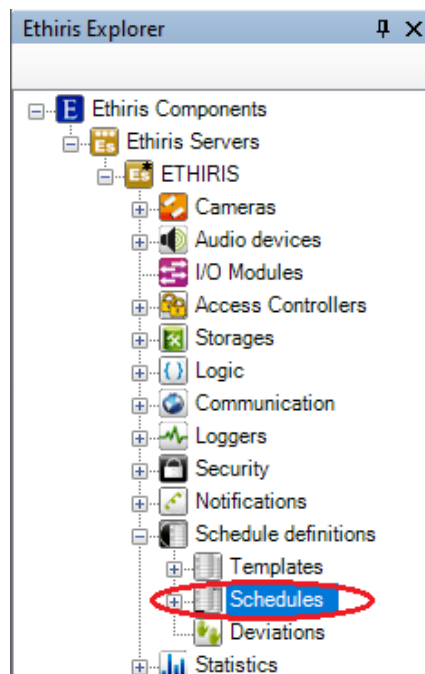 Ethiris Explorer
Ethiris Components
Ethiris Servers
ETHIRIS
Cameras
Audio devices
I/O Modules
Access Controllers
Storages
Logic
Communication
Loggers
Security
Notifications
Schedule definitions
Templates
Schedules
Deviations
Statistics